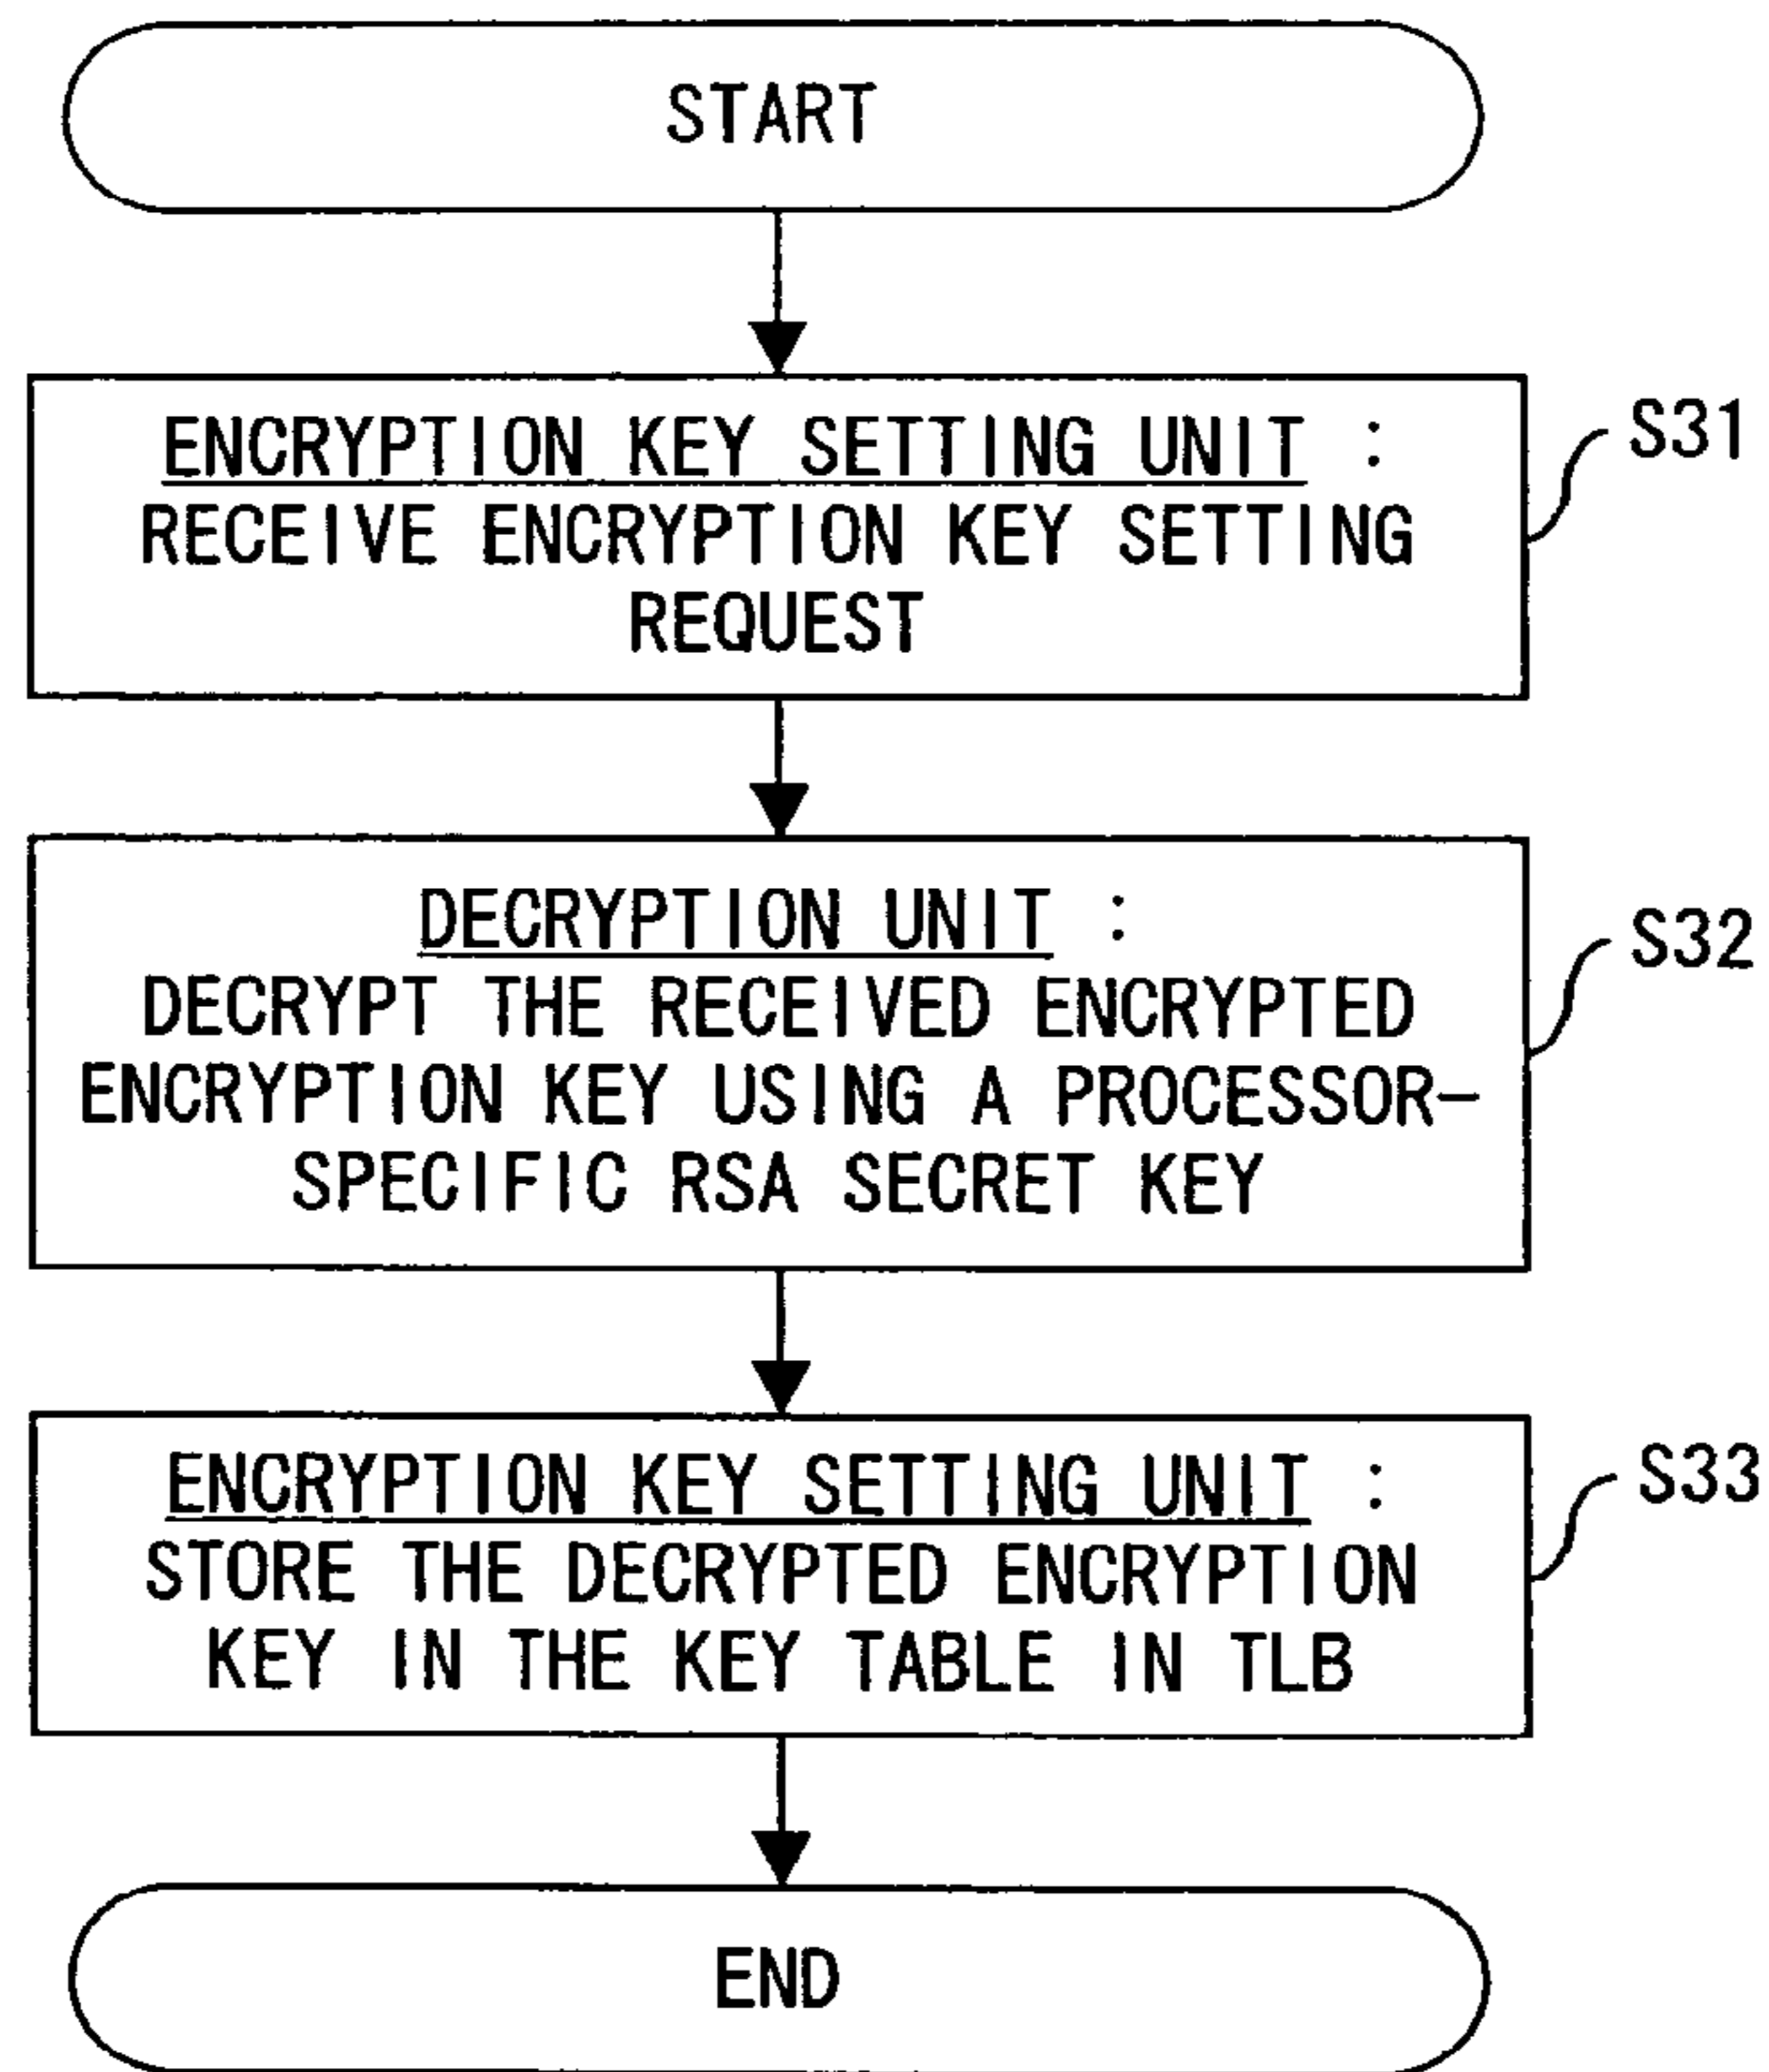 START
ENCRYPTION KEY SETTING UNIT :
S31
RECEIVE ENCRYPTION KEY SETTING
REQUEST
DECRYPTION UNIT :
S32
DECRYPT THE RECEIVED ENCRYPTED
ENCRYPTION KEY USING A PROCESSOR-
SPECIFIC RSA SECRET KEY
ENCRYPTION KEY SETTING UNIT :
S33
STORE THE DECRYPTED ENCRYPTION
KEY IN THE KEY TABLE IN TLB
END